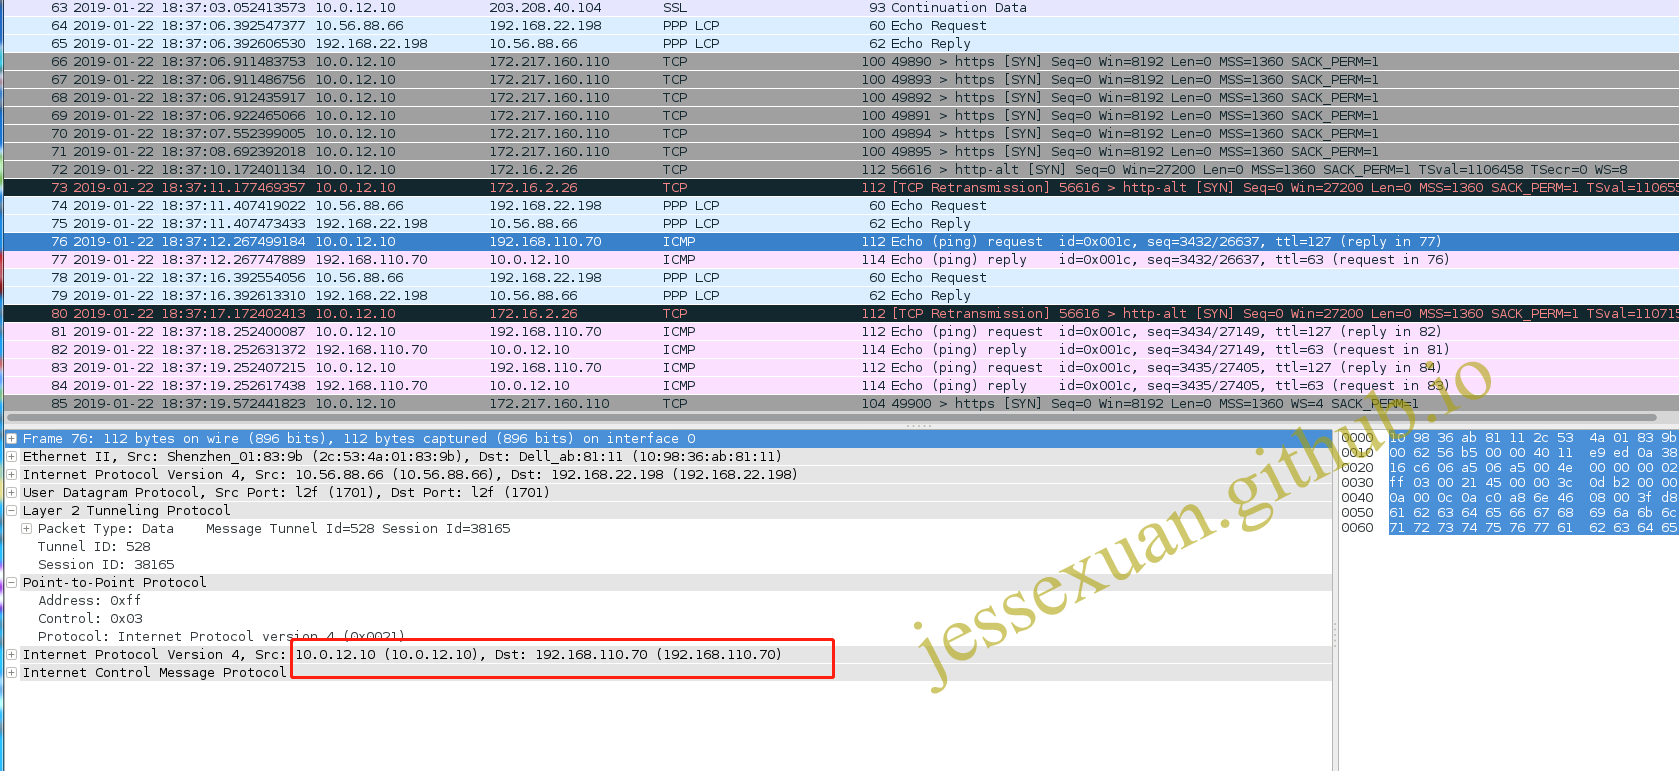 63 2019-01-22 18:37:03.052413573 10.0.12.10 203.208.40.104 SSL 93 Continuation Data
64 2019-01-22 18:37:06.392547377 10.56.88.66 192.168.22.198 PPP LCP 60 Echo Request
65 2019-01-22 18:37:06.392606530 192.168.22.198 10.56.88.66 PPP LCP 62 Echo Reply
66 2019-01-22 18:37:06.911483753 10.0.12.10 172.217.160.110 TCP 100 49890 > https [SYN] Seq=0 Win=8192 Len=0 MSS=1360 SACK_PERM=1
67 2019-01-22 18:37:06.911486756 10.0.12.10 172.217.160.110 TCP 100 49893 > https [SYN] Seq=0 Win=8192 Len=0 MSS=1360 SACK_PERM=1
68 2019-01-22 18:37:06.912435917 10.0.12.10 172.217.160.110 TCP 100 49892 > https [SYN] Seq=0 Win=8192 Len=0 MSS=1360 SACK_PERM=1
69 2019-01-22 18:37:06.922465066 10.0.12.10 172.217.160.110 TCP 100 49891 > https [SYN] Seq=0 Win=8192 Len=0 MSS=1360 SACK_PERM=1
70 2019-01-22 18:37:07.552399005 10.0.12.10 172.217.160.110 TCP 100 49894 > https [SYN] Seq=0 Win=8192 Len=0 MSS=1360 SACK_PERM=1
71 2019-01-22 18:37:08.692392018 10.0.12.10 172.217.160.110 TCP 100 49895 > https [SYN] Seq=0 Win=8192 Len=0 MSS=1360 SACK_PERM=1
72 2019-01-22 18:37:10.172401134 10.0.12.10 172.16.2.26 TCP 112 56616 > http-alt [SYN] Seq=0 Win=27200 Len=0 MSS=1360 SACK_PERM=1 TSval=1106458 TSecr=0 WS=8
73 2019-01-22 18:37:11.177469357 10.0.12.10 172.16.2.26 TCP 112 [TCP Retransmission] 56616 > http-alt [SYN] Seq=0 Win=27200 Len=0 MSS=1360 SACK_PERM=1 TSval=110655
74 2019-01-22 18:37:11.407419022 10.56.88.66 192.168.22.198 PPP LCP 60 Echo Request
75 2019-01-22 18:37:11.407473433 192.168.22.198 10.56.88.66 PPP LCP 62 Echo Reply
76 2019-01-22 18:37:12.267499184 10.0.12.10 192.168.110.70 ICMP 112 Echo (ping) request id=0x001c, seq=3432/26637, ttl=127 (reply in 77)
77 2019-01-22 18:37:12.267747889 192.168.110.70 10.0.12.10 ICMP 114 Echo (ping) reply id=0x001c, seq=3432/26637, ttl=63 (request in 76)
78 2019-01-22 18:37:16.392554056 10.56.88.66 192.168.22.198 PPP LCP 60 Echo Request
79 2019-01-22 18:37:16.392613310 192.168.22.198 10.56.88.66 PPP LCP 62 Echo Reply
80 2019-01-22 18:37:17.172402413 10.0.12.10 172.16.2.26 TCP 112 [TCP Retransmission] 56616 > http-alt [SYN] Seq=0 Win=27200 Len=0 MSS=1360 SACK_PERM=1 TSval=110715
81 2019-01-22 18:37:18.252400087 10.0.12.10 192.168.110.70 ICMP 112 Echo (ping) request id=0x001c, seq=3434/27149, ttl=127 (reply in 82)
82 2019-01-22 18:37:18.252631372 192.168.110.70 10.0.12.10 ICMP 114 Echo (ping) reply id=0x001c, seq=3434/27149, ttl=63 (request in 81)
83 2019-01-22 18:37:19.252407215 10.0.12.10 192.168.110.70 ICMP 112 Echo (ping) request id=0x001c, seq=3435/27405, ttl=127 (reply in 84)
84 2019-01-22 18:37:19.252617438 192.168.110.70 10.0.12.10 ICMP 114 Echo (ping) reply id=0x001c, seq=3435/27405, ttl=63 (request in 83)
85 2019-01-22 18:37:19.572441823 10.0.12.10 172.217.160.110 TCP 104 49900 > https [SYN] Seq=0 Win=8192 Len=0 MSS=1360 WS=4 SACK_PERM=1
Frame 76: 112 bytes on wire (896 bits), 112 bytes captured (896 bits) on interface 0
Ethernet II, Src: Shenzhen_01:83:9b (2c:53:4a:01:83:9b), Dst: Dell_ab:81:11 (10:98:36:ab:81:11)
Internet Protocol Version 4, Src: 10.56.88.66 (10.56.88.66), Dst: 192.168.22.198 (192.168.22.198)
User Datagram Protocol, Src Port: l2f (1701), Dst Port: l2f (1701)
Layer 2 Tunneling Protocol
Packet Type: Data Message Tunnel Id=528 Session Id=38165
Tunnel ID: 528
Session ID: 38165
Point-to-Point Protocol
Address: 0xff
Control: 0x03
Protocol: Internet Protocol version 4 (0x0021)
Internet Protocol Version 4, Src: 10.0.12.10 (10.0.12.10), Dst: 192.168.110.70 (192.168.110.70)
Internet Control Message Protocol
0000 10 98 36 ab 81 11 2c 53 4a 01 83 9b
0010 00 62 56 b5 00 00 40 11 e9 ed 0a 38
0020 16 c6 06 a5 06 a5 00 4e 00 00 00 02
0030 ff 03 00 21 45 00 00 3c 0d b2 00 00
0040 0a 00 0c 0a c0 a8 6e 46 08 00 3f d8
0050 61 62 63 64 65 66 67 68 69 6a 6b 6c
0060 71 72 73 74 75 76 77 61 62 63 64 65
jessexuan.github.io